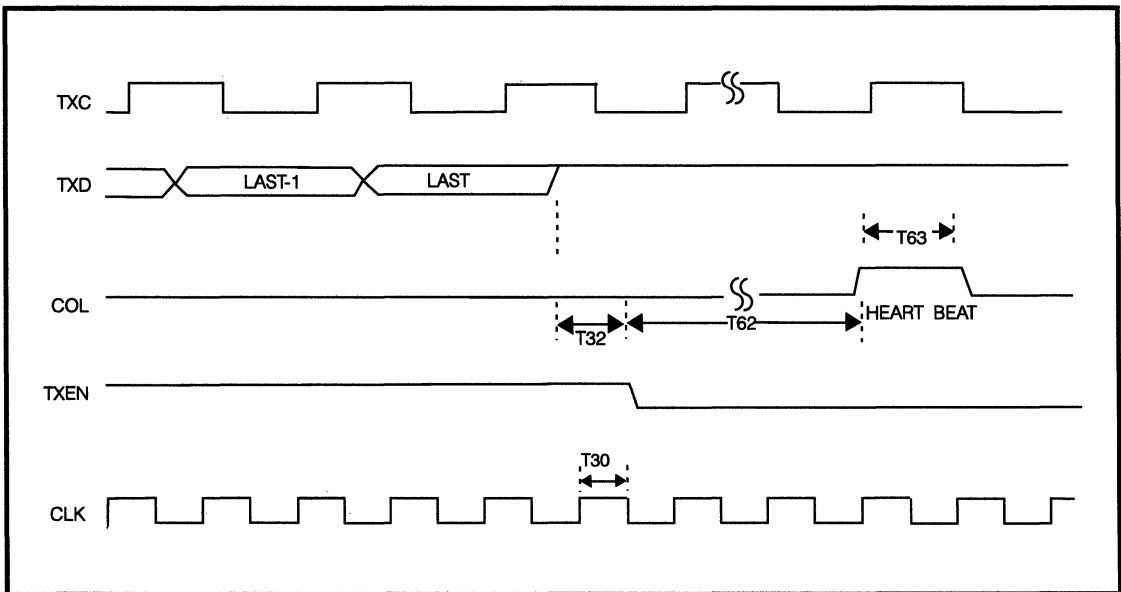 TXC
TXD
LAST-1
LAST
T63
COL
HEART BEAT
T32
T62
TXEN
T30
CLK